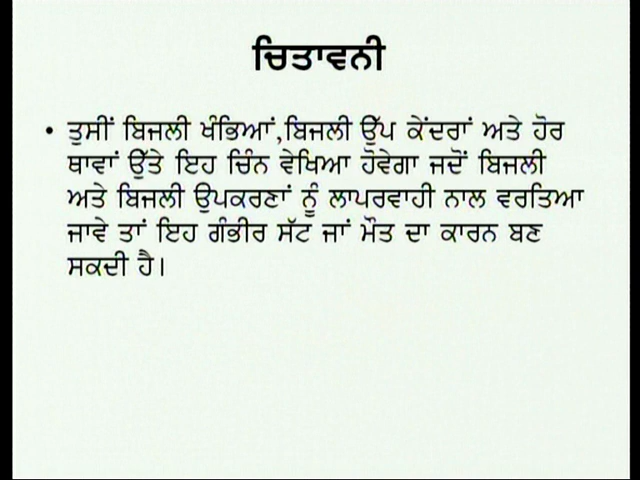 ਚਿਤਾਵਨੀ
• ਤੁਸੀਂ ਬਿਜਲੀ ਖੰਭਿਆਂ,ਬਿਜਲੀ ਉੱਪ ਕੇਂਦਰਾਂ ਅਤੇ ਹੋਰ
ਥਾਵਾਂ ਉੱਤੇ ਇਹ ਚਿੰਨ ਵੇਖਿਆ ਹੋਵੇਗਾ ਜਦੋਂ ਬਿਜਲੀ
ਅਤੇ ਬਿਜਲੀ ਉਪਕਰਣਾਂ ਨੂੰ ਲਾਪਰਵਾਹੀ ਨਾਲ ਵਰਤਿਆ
ਜਾਵੇ ਤਾਂ ਇਹ ਗੰਭੀਰ ਸੱਟ ਜਾਂ ਮੌਤ ਦਾ ਕਾਰਨ ਬਣ
ਸਕਦੀ ਹੈ।